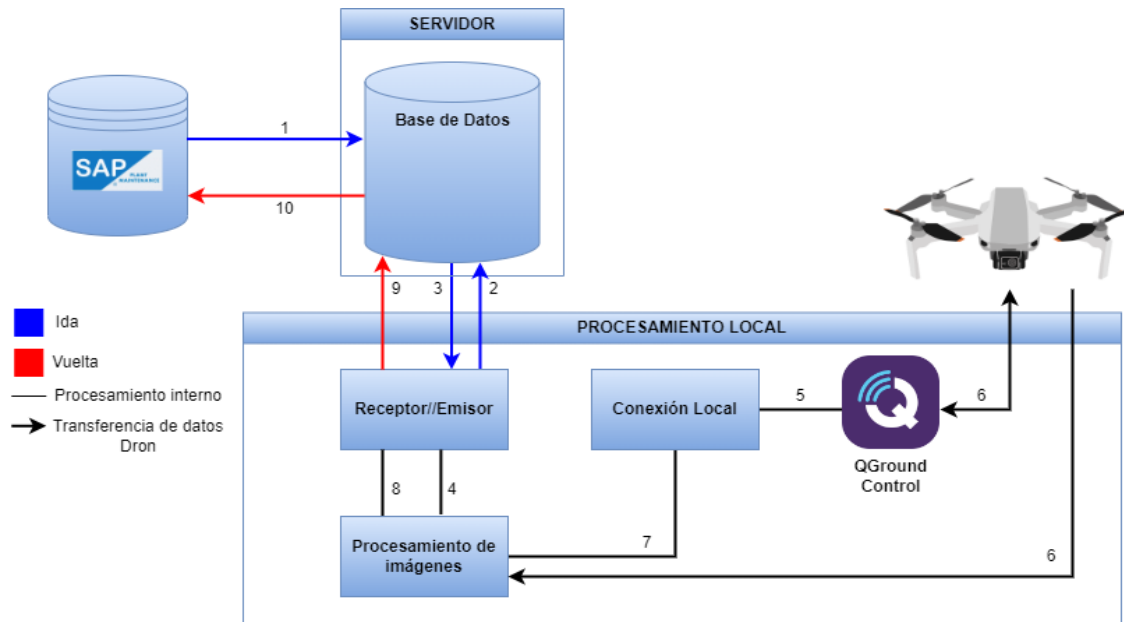 SERVIDOR
Base de Datos
1
SAP
PLANT
MAINTENANCE
10
9
3
2
Ida
Vuelta
Procesamiento interno
Transferencia de datos
Dron
PROCESAMIENTO LOCAL
Receptor//Emisor
Conexión Local
5
6
QGround
Control
8
4
Procesamiento de
imágenes
7
6